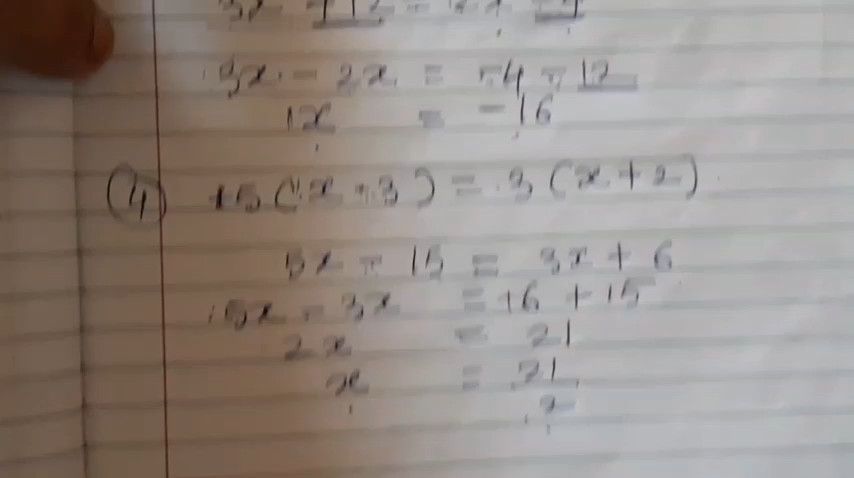 3x - 2x = -4 - 12
1x = -16
(4) +5(x - 3) = 3(x + 2)
5x - 15 = 3x + 6
5x - 3x = +6 + 15
2x = 21
x = 21
2